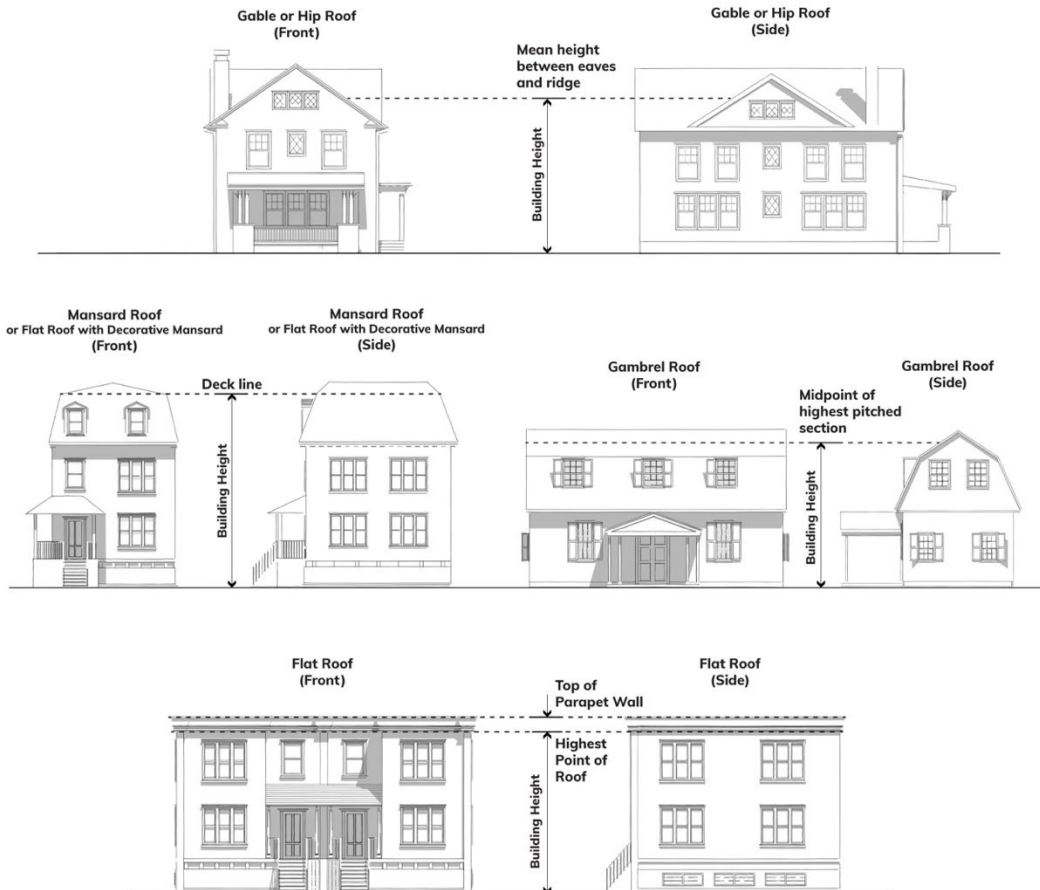 Gable or Hip Roof
(Front)
Gable or Hip Roof
(Side)
Mean height
between eaves
and ridge
Building Height
Mansard Roof
or Flat Roof with Decorative Mansard
(Front)
Mansard Roof
or Flat Roof with Decorative Mansard
(Side)
Deck line
Building Height
Gambrel Roof
(Front)
Gambrel Roof
(Side)
Midpoint of
highest pitched
section
Building Height
Flat Roof
(Front)
Flat Roof
(Side)
Top of
Parapet Wall
Highest
Point of
Roof
Building Height